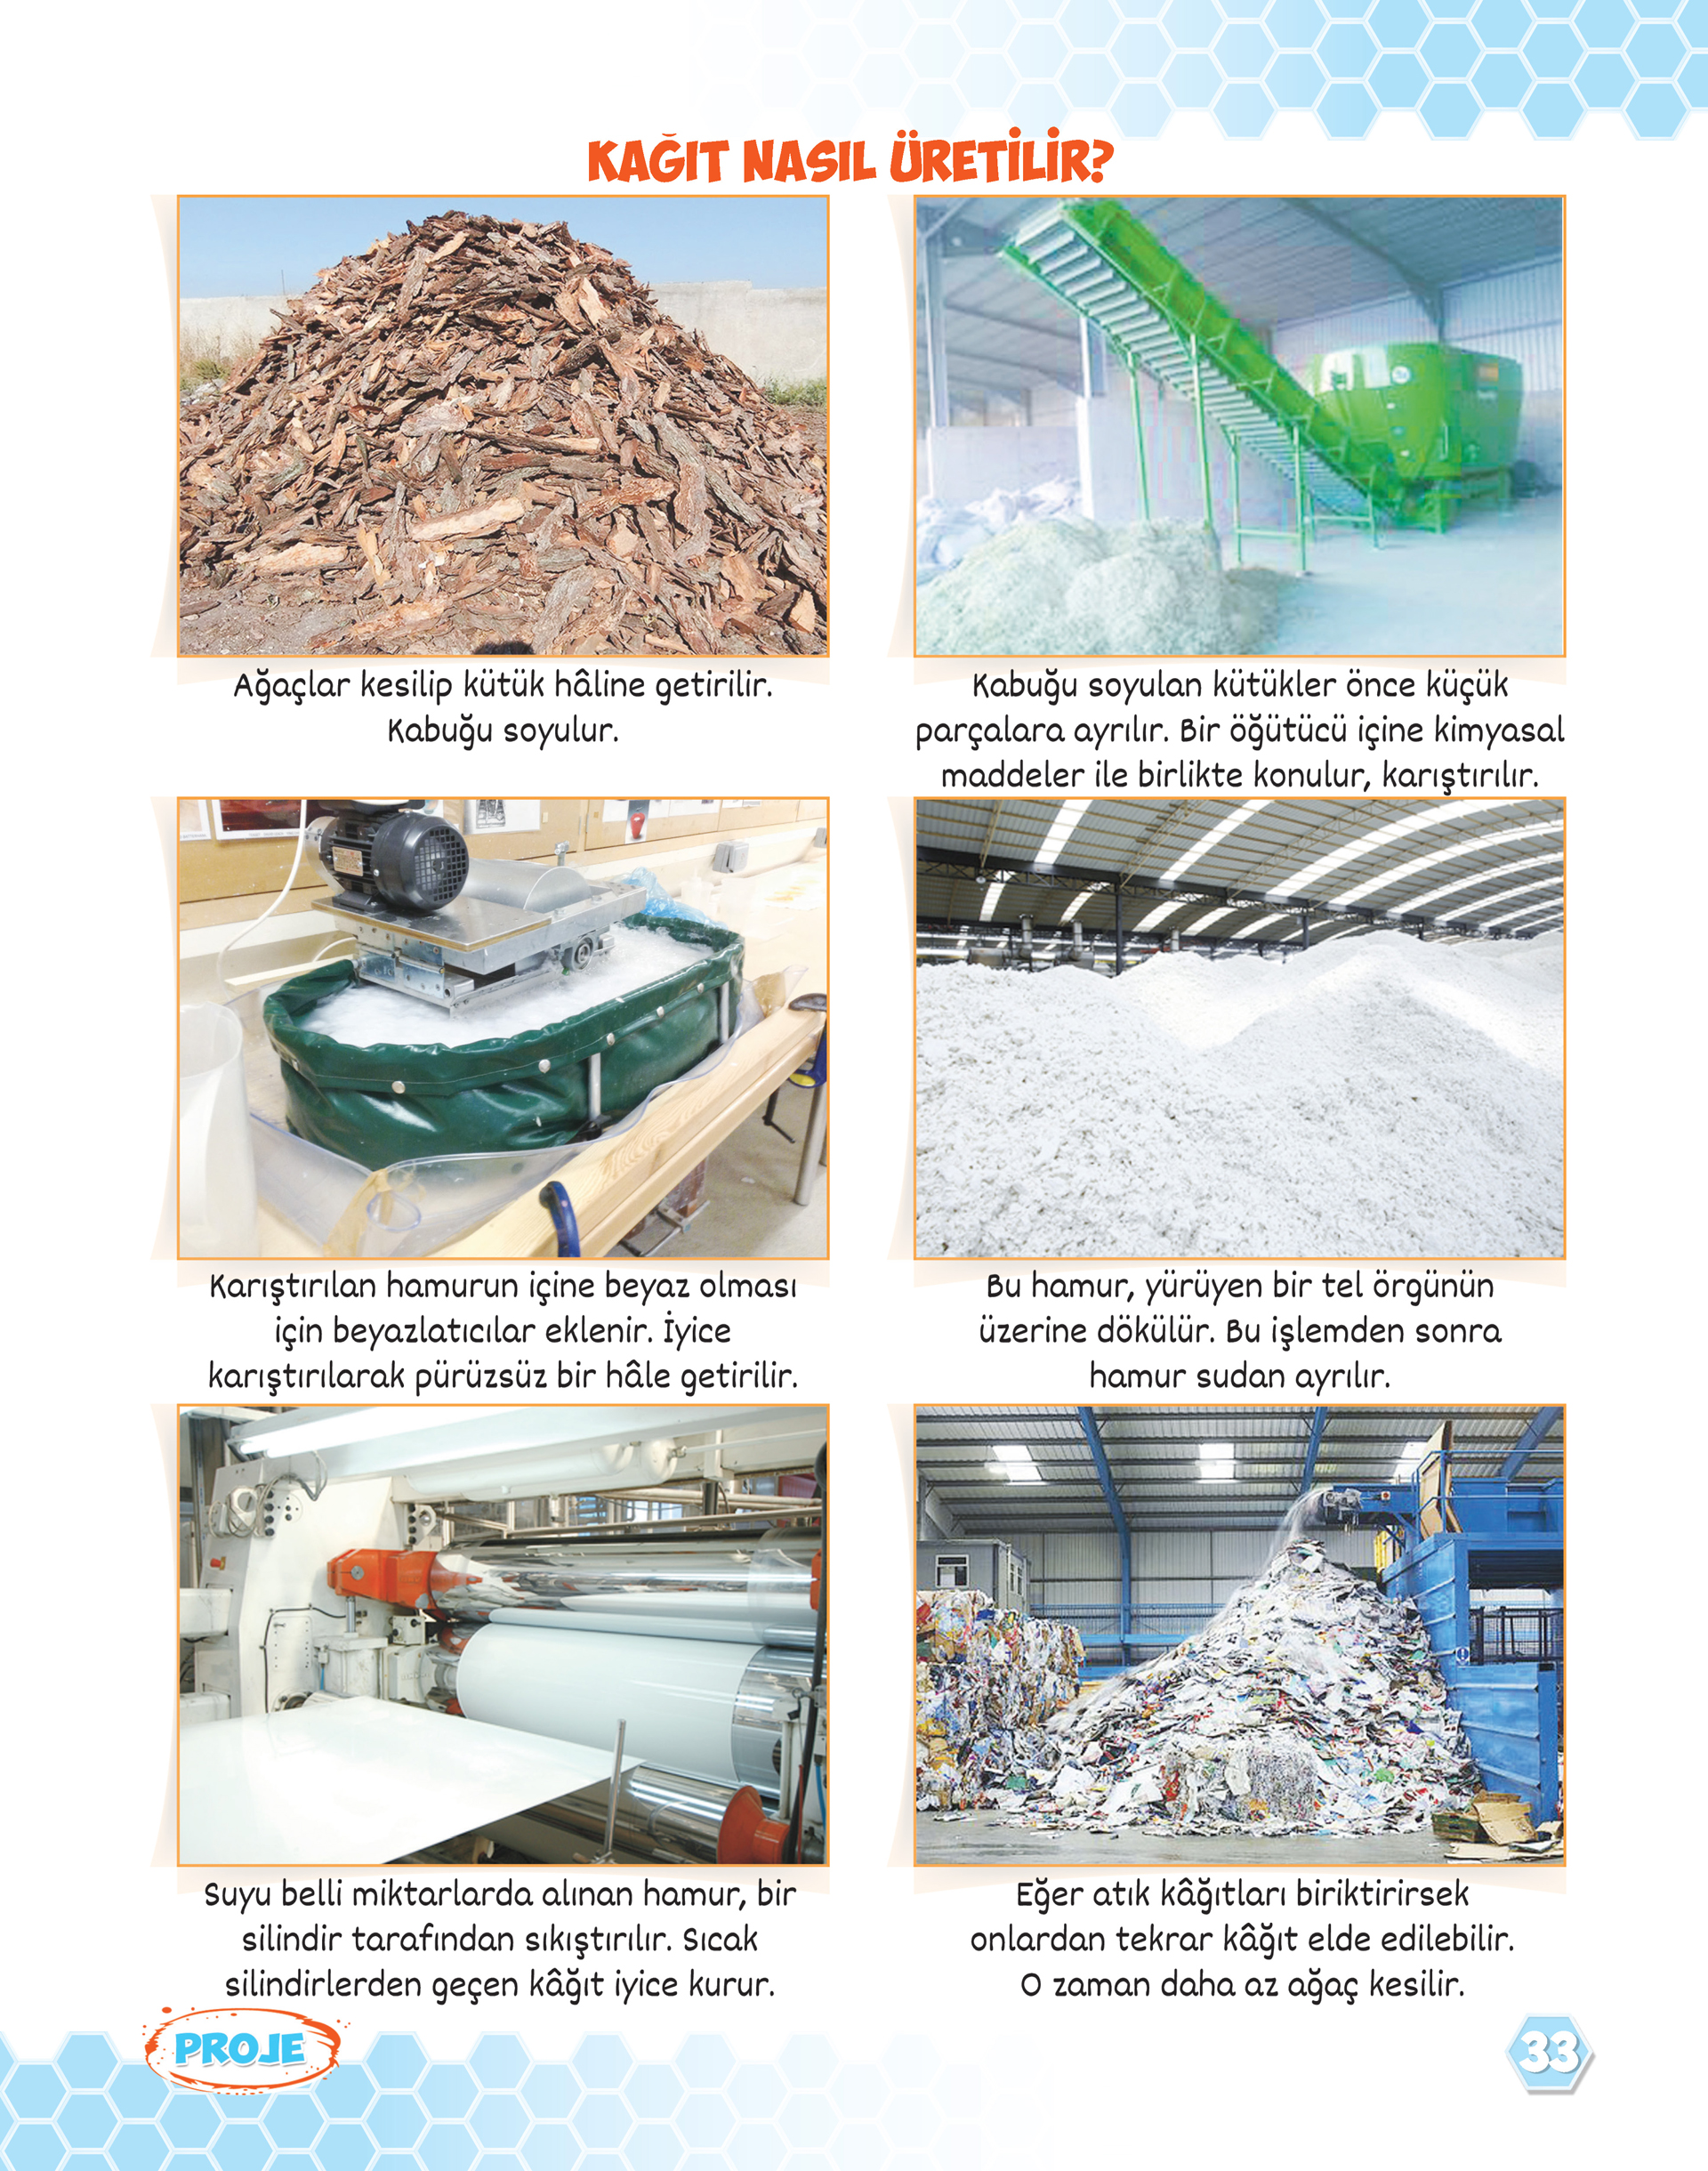 KAĞIT NASIL ÜRETİLİR?
Ağaçlar kesilip kütük hâline getirilir.
Kabuğu soyulur.
Kabuğu soyulan kütükler önce küçük
parçalara ayrılır. Bir öğütücü içine kimyasal
maddeler ile birlikte konulur, karıştırılır.
Karıştırılan hamurun içine beyaz olması
için beyazlatıcılar eklenir. İyice
karıştırılarak pürüzsüz bir hâle getirilir.
Bu hamur, yürüyen bir tel örgünün
üzerine dökülür. Bu işlemden sonra
hamur sudan ayrılır.
Suyu belli miktarlarda alınan hamur, bir
silindir tarafından sıkıştırılır. Sıcak
silindirlerden geçen kâğıt iyice kurur.
Eğer atık kâğıtları biriktirirsek
onlardan tekrar kâğıt elde edilebilir.
O zaman daha az ağaç kesilir.
PROJE
33